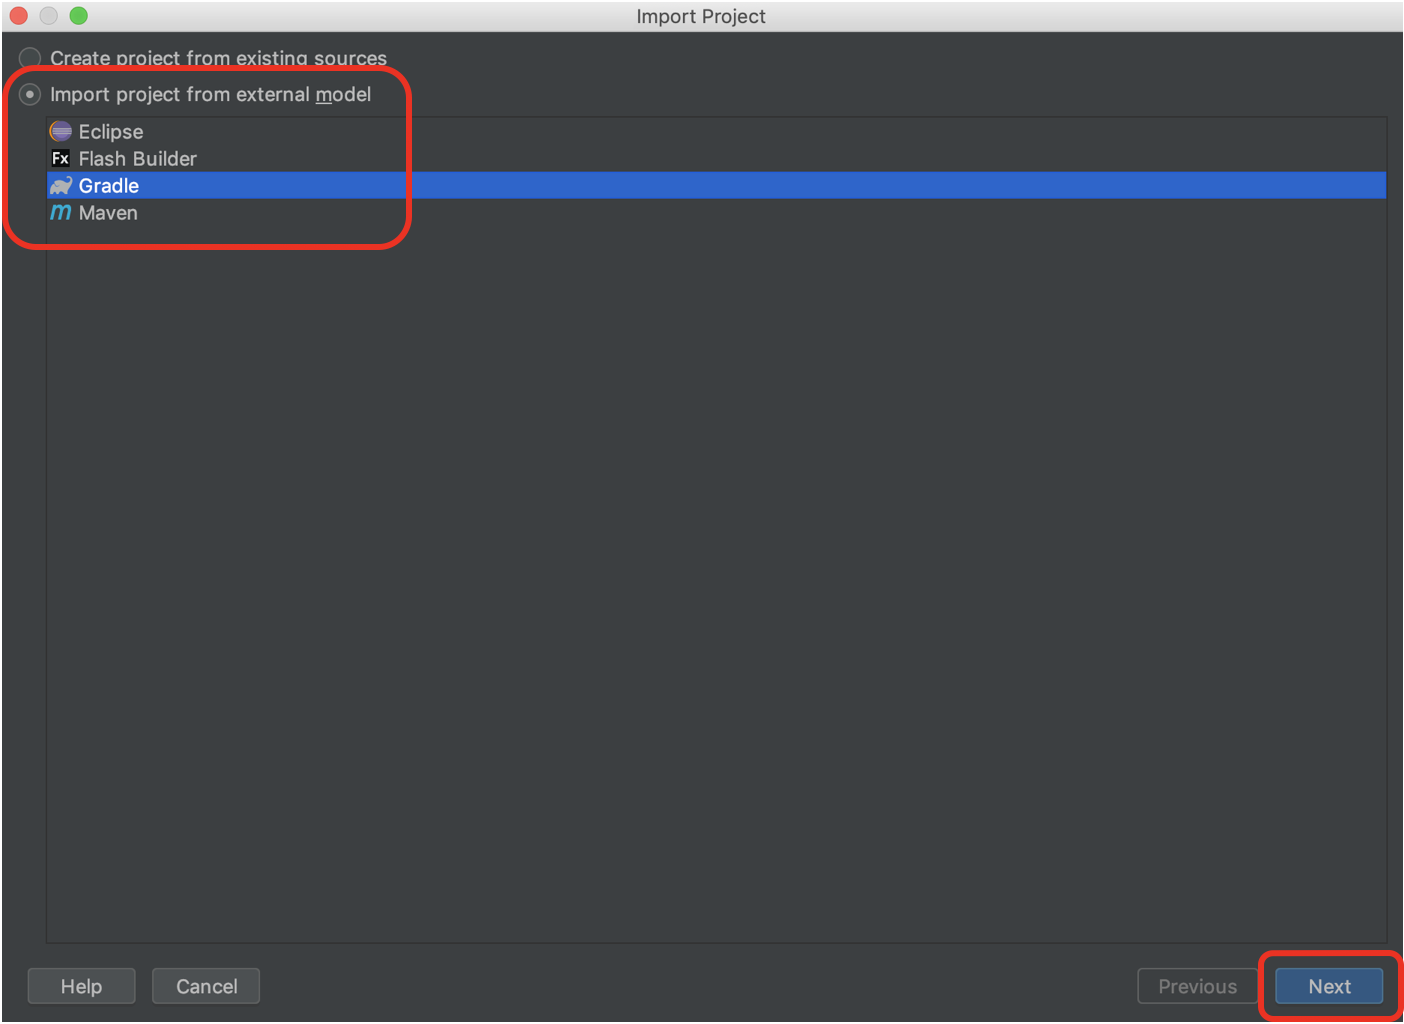 Import Project
Create project from existing sources
Import project from external model
Eclipse
Fx Flash Builder
Gradle
m Maven
Help Cancel Previous Next